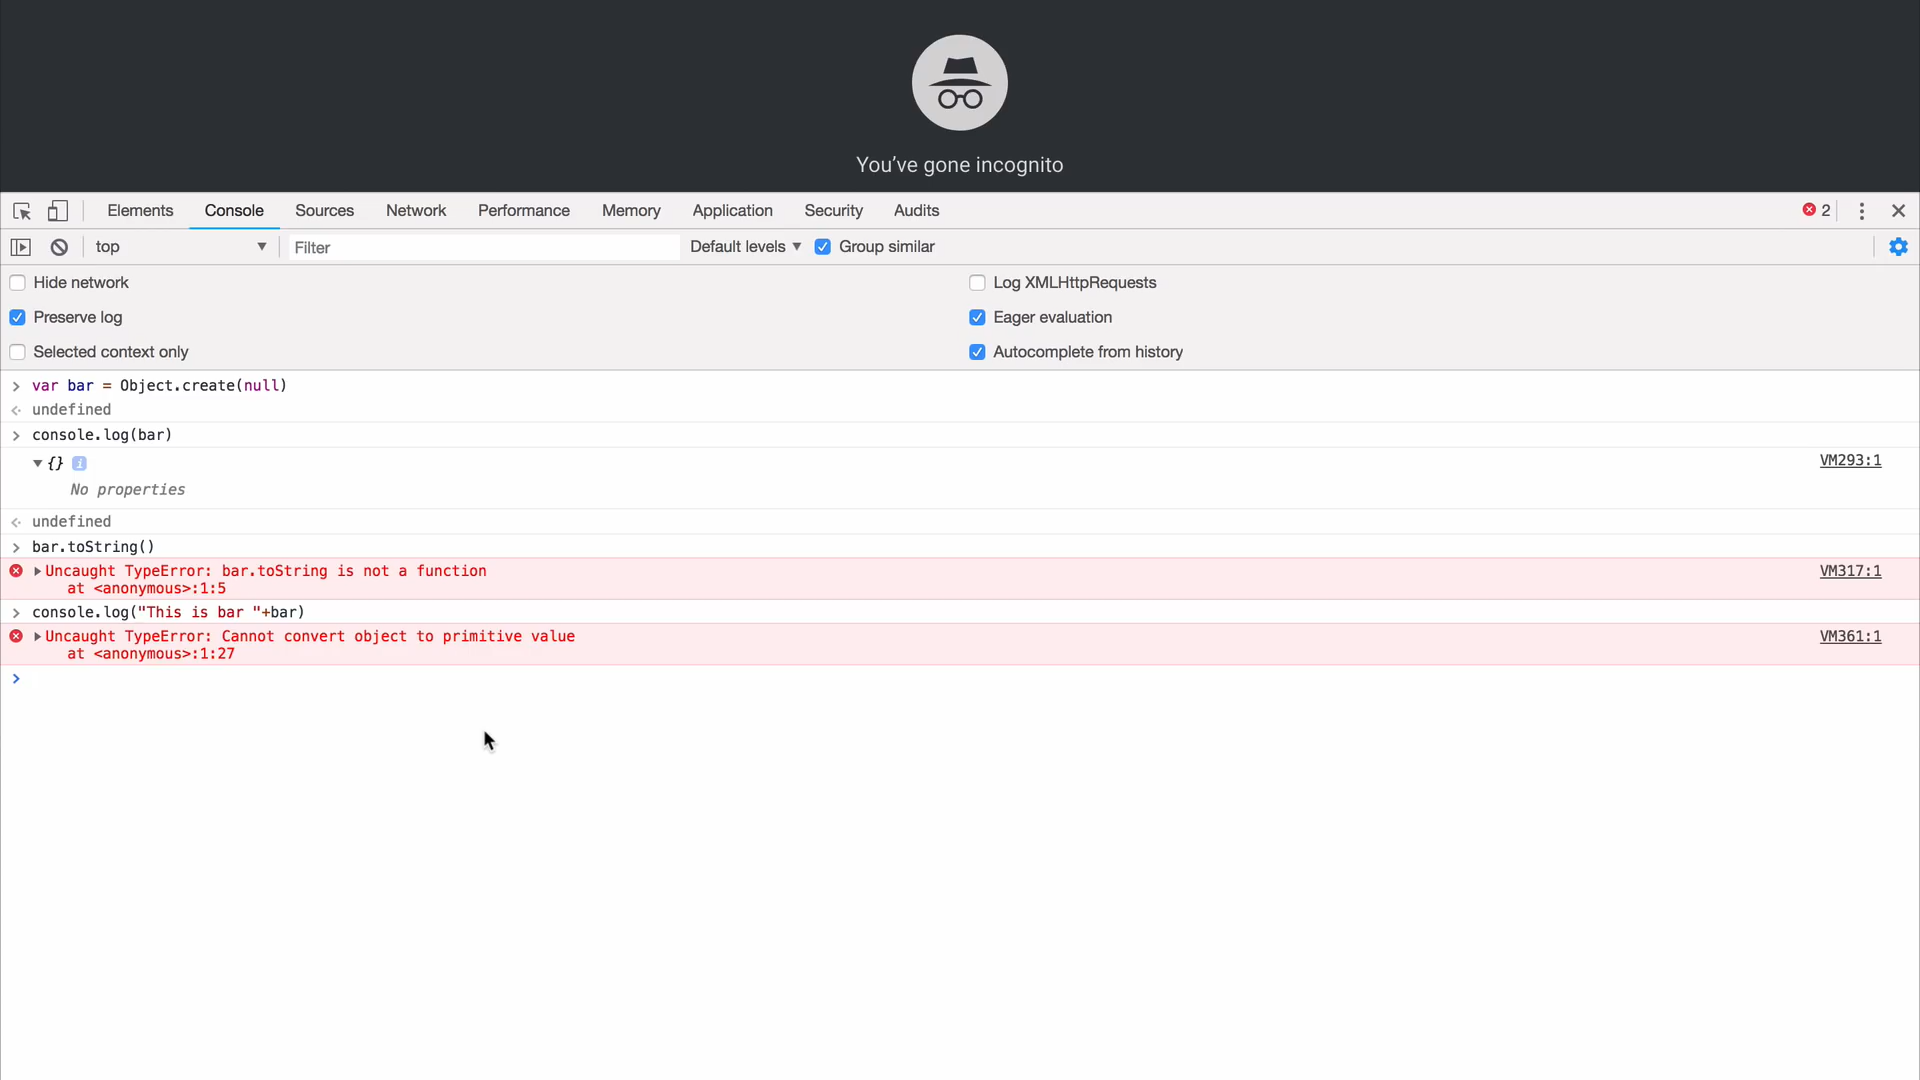 You've gone incognito
Elements Console Sources Network Performance Memory Application Security Audits 2
top Filter Default levels Group similar
Hide network Log XMLHttpRequests
Preserve log Eager evaluation
Selected context only Autocomplete from history
> var bar = Object.create(null)
undefined
> console.log(bar)
{} i VM293:1
No properties
undefined
> bar.toString()
Uncaught TypeError: bar.toString is not a function VM317:1
at <anonymous>:1:5
> console.log("This is bar "+bar)
Uncaught TypeError: Cannot convert object to primitive value VM361:1
at <anonymous>:1:27
>